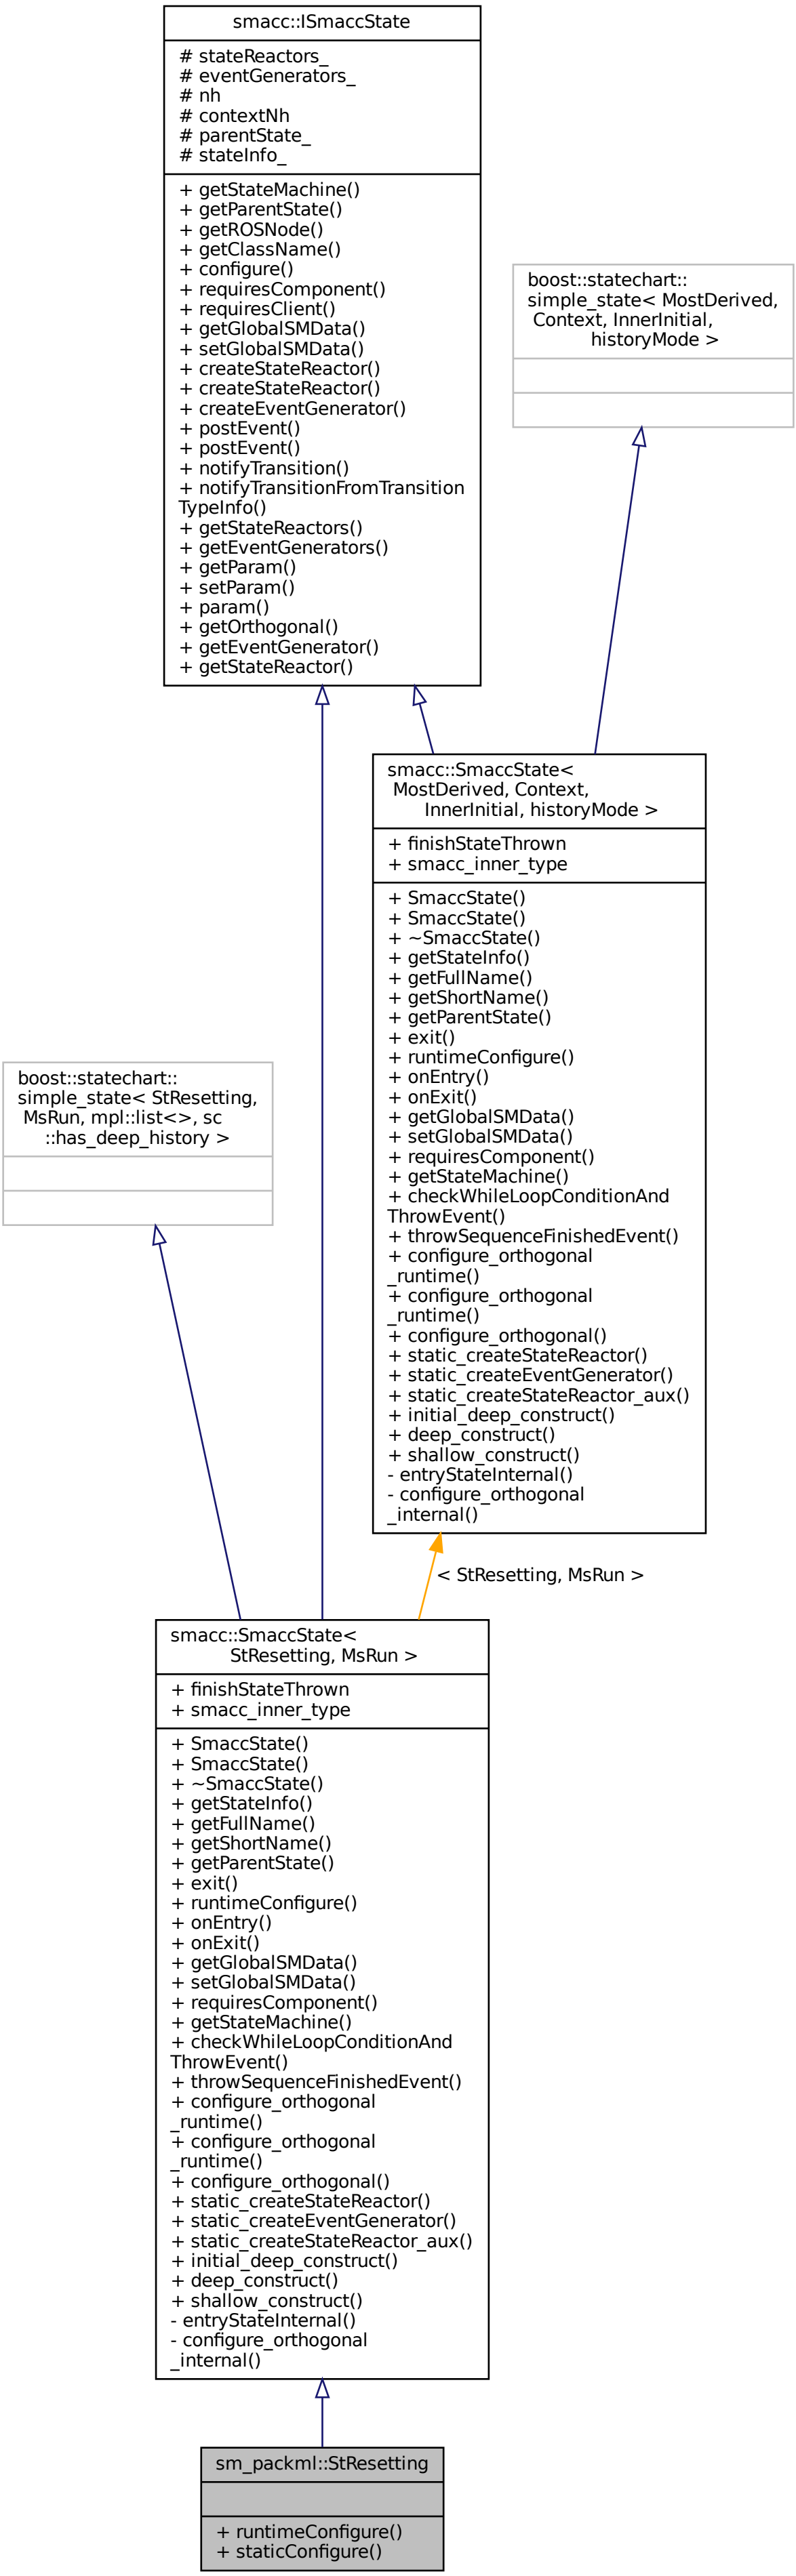 smacc::ISmaccState
# stateReactors_
# eventGenerators_
# nh
# contextNh
# parentState_
# stateInfo_
+ getStateMachine()
+ getParentState()
+ getROSNode()
+ getClassName()
+ configure()
+ requiresComponent()
+ requiresClient()
+ getGlobalSMData()
+ setGlobalSMData()
+ createStateReactor()
+ createStateReactor()
+ createEventGenerator()
+ postEvent()
+ postEvent()
+ notifyTransition()
+ notifyTransitionFromTransition
TypeInfo()
+ getStateReactors()
+ getEventGenerators()
+ getParam()
+ setParam()
+ param()
+ getOrthogonal()
+ getEventGenerator()
+ getStateReactor()
boost::statechart::
simple_state< MostDerived,
Context, InnerInitial,
historyMode >
smacc::SmaccState<
MostDerived, Context,
InnerInitial, historyMode >
+ finishStateThrown
+ smacc_inner_type
+ SmaccState()
+ SmaccState()
+ ~SmaccState()
+ getStateInfo()
+ getFullName()
+ getShortName()
+ getParentState()
+ exit()
+ runtimeConfigure()
+ onEntry()
+ onExit()
+ getGlobalSMData()
+ setGlobalSMData()
+ requiresComponent()
+ getStateMachine()
+ checkWhileLoopConditionAnd
ThrowEvent()
+ throwSequenceFinishedEvent()
+ configure_orthogonal
_runtime()
+ configure_orthogonal
_runtime()
+ configure_orthogonal()
+ static_createStateReactor()
+ static_createEventGenerator()
+ static_createStateReactor_aux()
+ initial_deep_construct()
+ deep_construct()
+ shallow_construct()
- entryStateInternal()
- configure_orthogonal
_internal()
boost::statechart::
simple_state< StResetting,
MsRun, mpl::list<>, sc
::has_deep_history >
< StResetting, MsRun >
smacc::SmaccState<
StResetting, MsRun >
+ finishStateThrown
+ smacc_inner_type
+ SmaccState()
+ SmaccState()
+ ~SmaccState()
+ getStateInfo()
+ getFullName()
+ getShortName()
+ getParentState()
+ exit()
+ runtimeConfigure()
+ onEntry()
+ onExit()
+ getGlobalSMData()
+ setGlobalSMData()
+ requiresComponent()
+ getStateMachine()
+ checkWhileLoopConditionAnd
ThrowEvent()
+ throwSequenceFinishedEvent()
+ configure_orthogonal
_runtime()
+ configure_orthogonal
_runtime()
+ configure_orthogonal()
+ static_createStateReactor()
+ static_createEventGenerator()
+ static_createStateReactor_aux()
+ initial_deep_construct()
+ deep_construct()
+ shallow_construct()
- entryStateInternal()
- configure_orthogonal
_internal()
sm_packml::StResetting
+ runtimeConfigure()
+ staticConfigure()